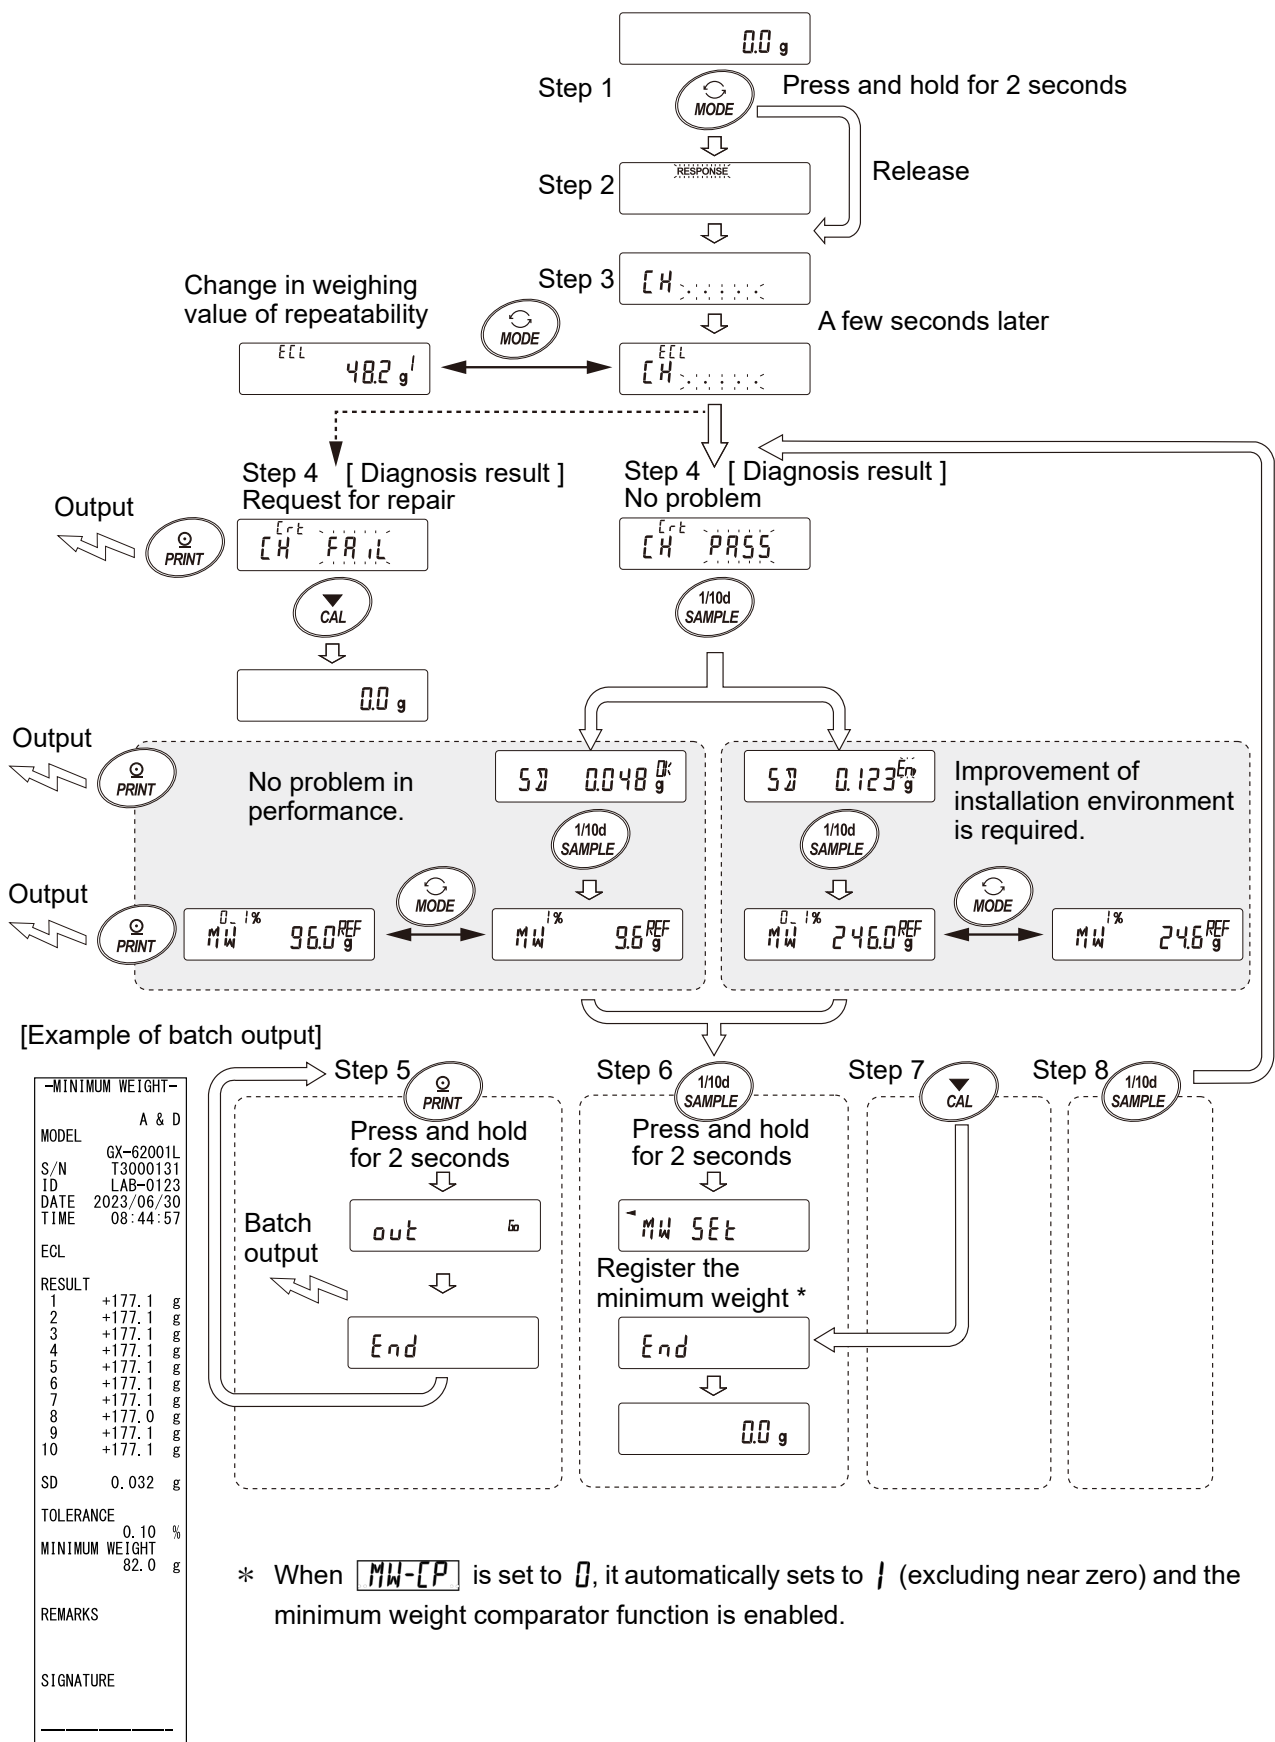 0.0 g
Step 1
MODE
Press and hold for 2 seconds
Release
Step 2
RESPONSE
Step 3
CH
Change in weighing
value of repeatability
MODE
A few seconds later
ECL
48.2 g 1
ECL
CH
Step 4 [ Diagnosis result ]
Request for repair
Output
PRINT
Crt
CH FAiL
CAL
0.0 g
Step 4 [ Diagnosis result ]
No problem
Crt
CH PASS
1/10d
SAMPLE
Output
PRINT
No problem in
performance.
SD 0.048 g OK
1/10d
SAMPLE
Output
PRINT
0_1%
MW 96.0 g REF
MODE
1%
MW 9.6 g REF
SD 0.123 g Env
Improvement of
installation environment
is required.
1/10d
SAMPLE
0_1%
MW 246.0 g REF
MODE
1%
MW 24.6 g REF
[Example of batch output]
-MINIMUM WEIGHT-
A & D
MODEL
GX-62001L
S/N T3000131
ID LAB-0123
DATE 2023/06/30
TIME 08:44:57
ECL
RESULT
1 +177.1 g
2 +177.1 g
3 +177.1 g
4 +177.1 g
5 +177.1 g
6 +177.1 g
7 +177.1 g
8 +177.0 g
9 +177.1 g
10 +177.1 g
SD 0.032 g
TOLERANCE
0.10 %
MINIMUM WEIGHT
82.0 g
REMARKS
SIGNATURE
Step 5
PRINT
Press and hold
for 2 seconds
out Go
Batch
output
End
Step 6
1/10d
SAMPLE
Press and hold
for 2 seconds
MW SEt
Register the
minimum weight *
End
0.0 g
Step 7
CAL
Step 8
1/10d
SAMPLE
* When MW-CP is set to 0, it automatically sets to 1 (excluding near zero) and the
minimum weight comparator function is enabled.